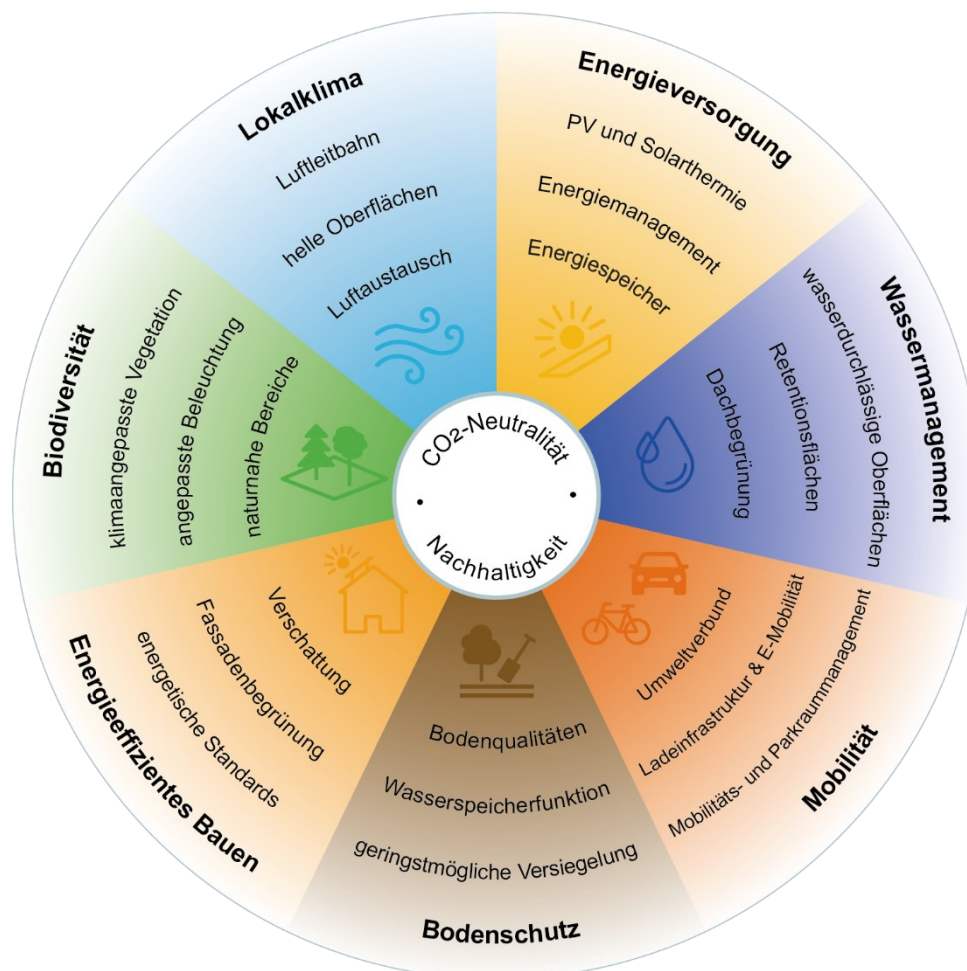 Lokalklima
Luftleitbahn
helle Oberflächen
Luftaustausch
Energieversorgung
PV und Solarthermie
Energiemanagement
Energiespeicher
Wassermanagement
wasserdurchlässige Oberflächen
Retentionsflächen
Dachbegrünung
Mobilität
Mobilitäts- und Parkraummanagement
Ladeinfrastruktur & E-Mobilität
Umweltverbund
Bodenqualitäten
Wasserspeicherfunktion
geringstmögliche Versiegelung
Bodenschutz
Energieeffizientes Bauen
energetische Standards
Fassadenbegrünung
Verschattung
Biodiversität
klimaangepasste Vegetation
angepasste Beleuchtung
naturnahe Bereiche
CO2-Neutralität
• •
Nachhaltigkeit